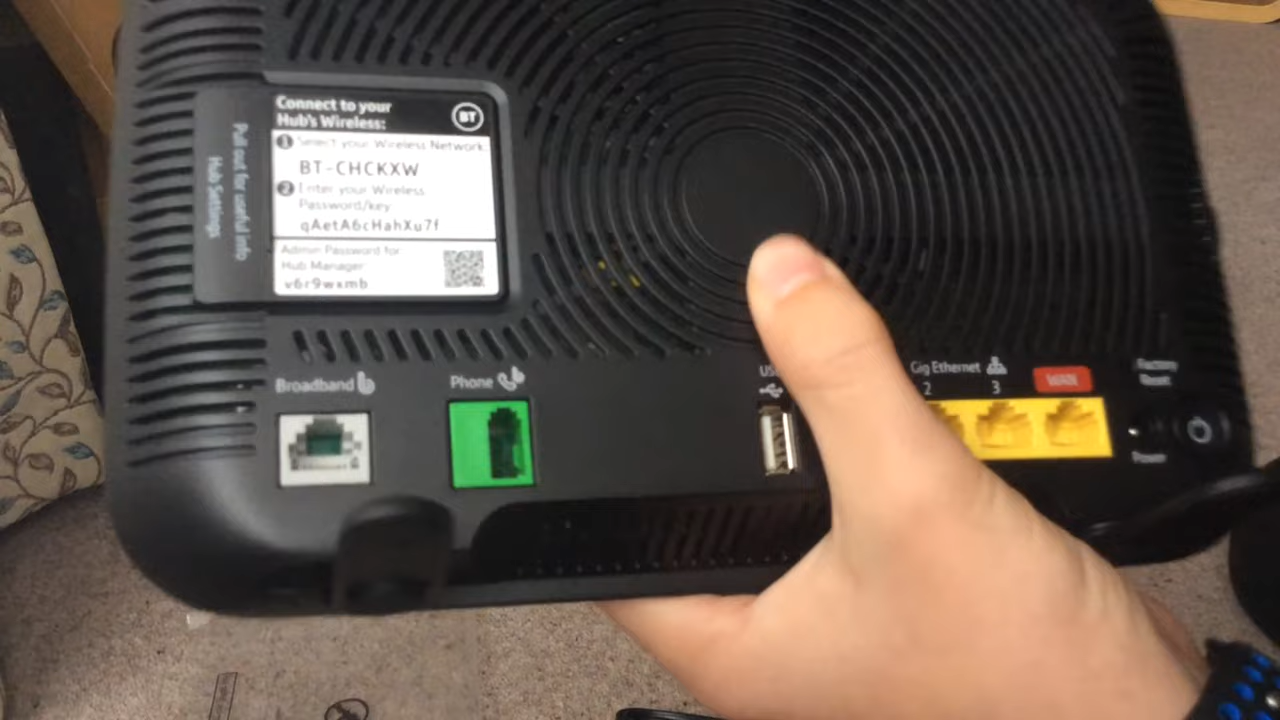 Connect to your
Hub's Wireless:
BT
1 Select your Wireless Network:
BT-CHCKXW
2 Enter your Wireless
Password/key:
qAetA6cHahXu7f
Admin Password for
Hub Manager:
v6r9wxmb
Pull out for useful info
Hub Settings
Broadband
Phone
Gig Ethernet
2
3
WAN
Factory
Reset
Power